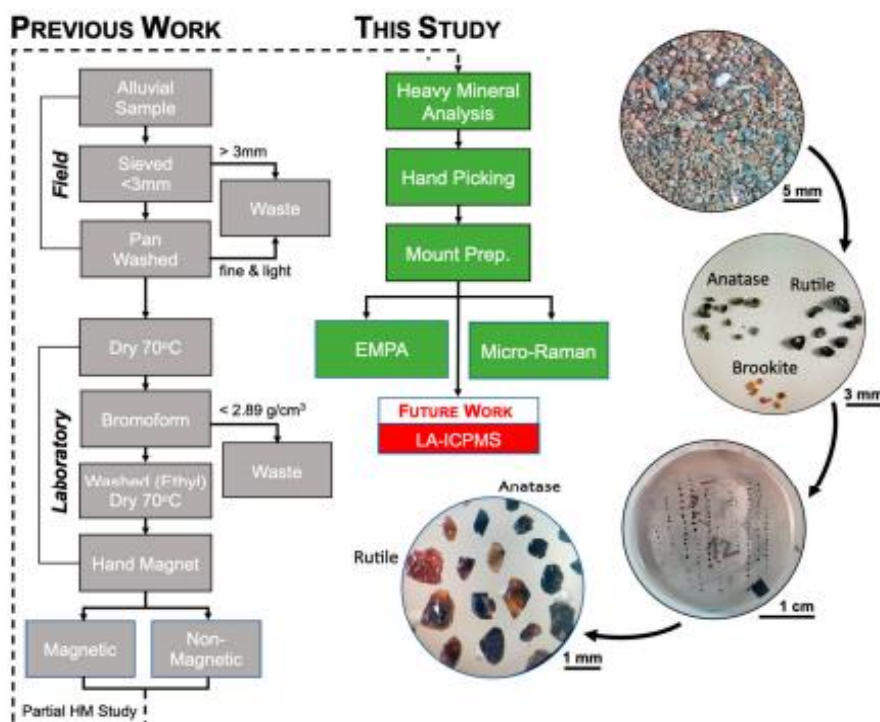 PREVIOUS WORK
THIS STUDY
Alluvial
Sample
Field
Sieved
<3mm
> 3mm
Waste
Pan
Washed
fine & light
Dry 70°C
Laboratory
Bromoform
< 2.89 g/cm³
Waste
Washed (Ethyl)
Dry 70°C
Hand Magnet
Magnetic
Non-
Magnetic
Partial HM Study
Heavy Mineral
Analysis
Hand Picking
Mount Prep.
EMPA
Micro-Raman
FUTURE WORK
LA-ICPMS
5 mm
Anatase
Rutile
Brookite
3 mm
1 cm
Anatase
Rutile
1 mm